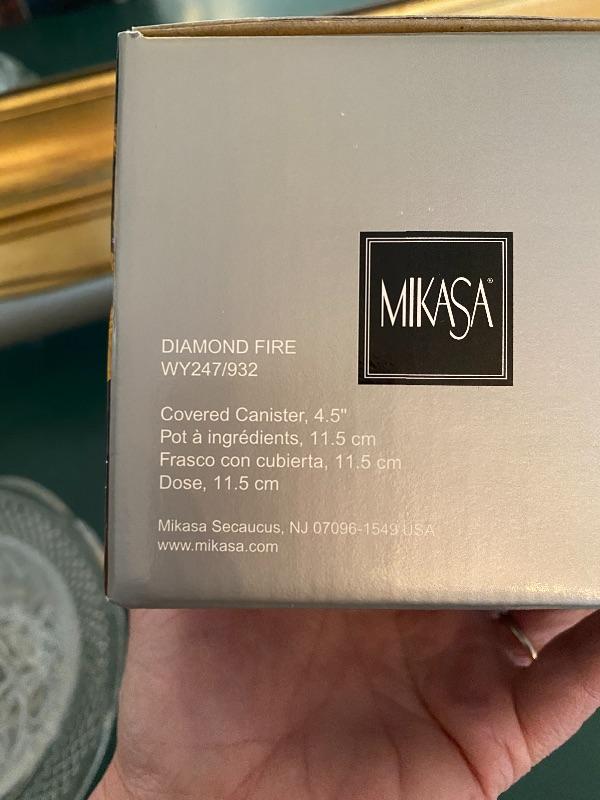 MIKASA®
DIAMOND FIRE
WY247/932
Covered Canister, 4.5"
Pot à ingrédients, 11.5 cm
Frasco con cubierta, 11.5 cm
Dose, 11.5 cm
Mikasa Secaucus, NJ 07096-1549 USA
www.mikasa.com